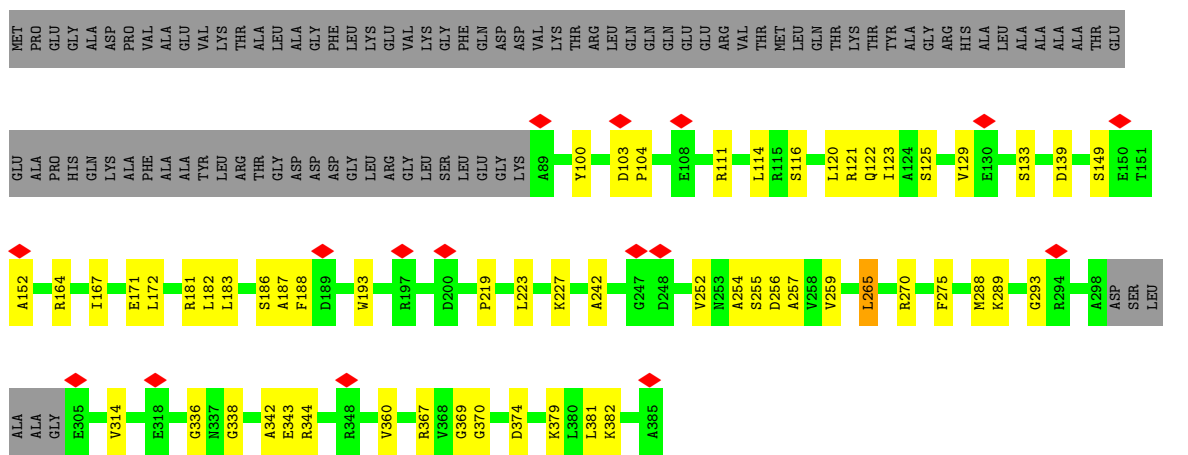 MET PRO GLU GLY ALA ASP PRO VAL ALA GLU VAL LYS THR ALA LEU ALA GLY PHE LEU LYS GLU VAL LYS GLY PHE GLN ASP ASP VAL LYS THR ARG LEU GLN GLN GLN GLU GLU ARG VAL THR MET LEU GLN THR LYS THR TYR ALA GLY ARG HIS ALA LEU ALA ALA ALA ALA THR GLU
GLU ALA PRO HIS GLN LYS ALA PHE ALA ALA TYR LEU ARG THR GLY ASP ASP ASP GLY LEU ARG GLY LEU SER LEU GLU GLY LYS A89 Y100 D103 P104 E108 R111 L114 R115 S116 L120 R121 Q122 I123 A124 S125 V129 E130 S133 D139 S149 E150 T151
A152 R164 I167 E171 L172 R181 L182 L183 S186 A187 F188 D189 W193 R197 D200 P219 L223 K227 A242 G247 D248 V252 N253 A254 S255 D256 A257 V258 V259 L265 R270 F275 M288 K289 G293 R294 A298 ASP SER LEU
ALA ALA GLY E305 V314 E318 G336 N337 G338 A342 E343 R344 R348 V360 R367 V368 G369 G370 D374 K379 L380 L381 K382 A385